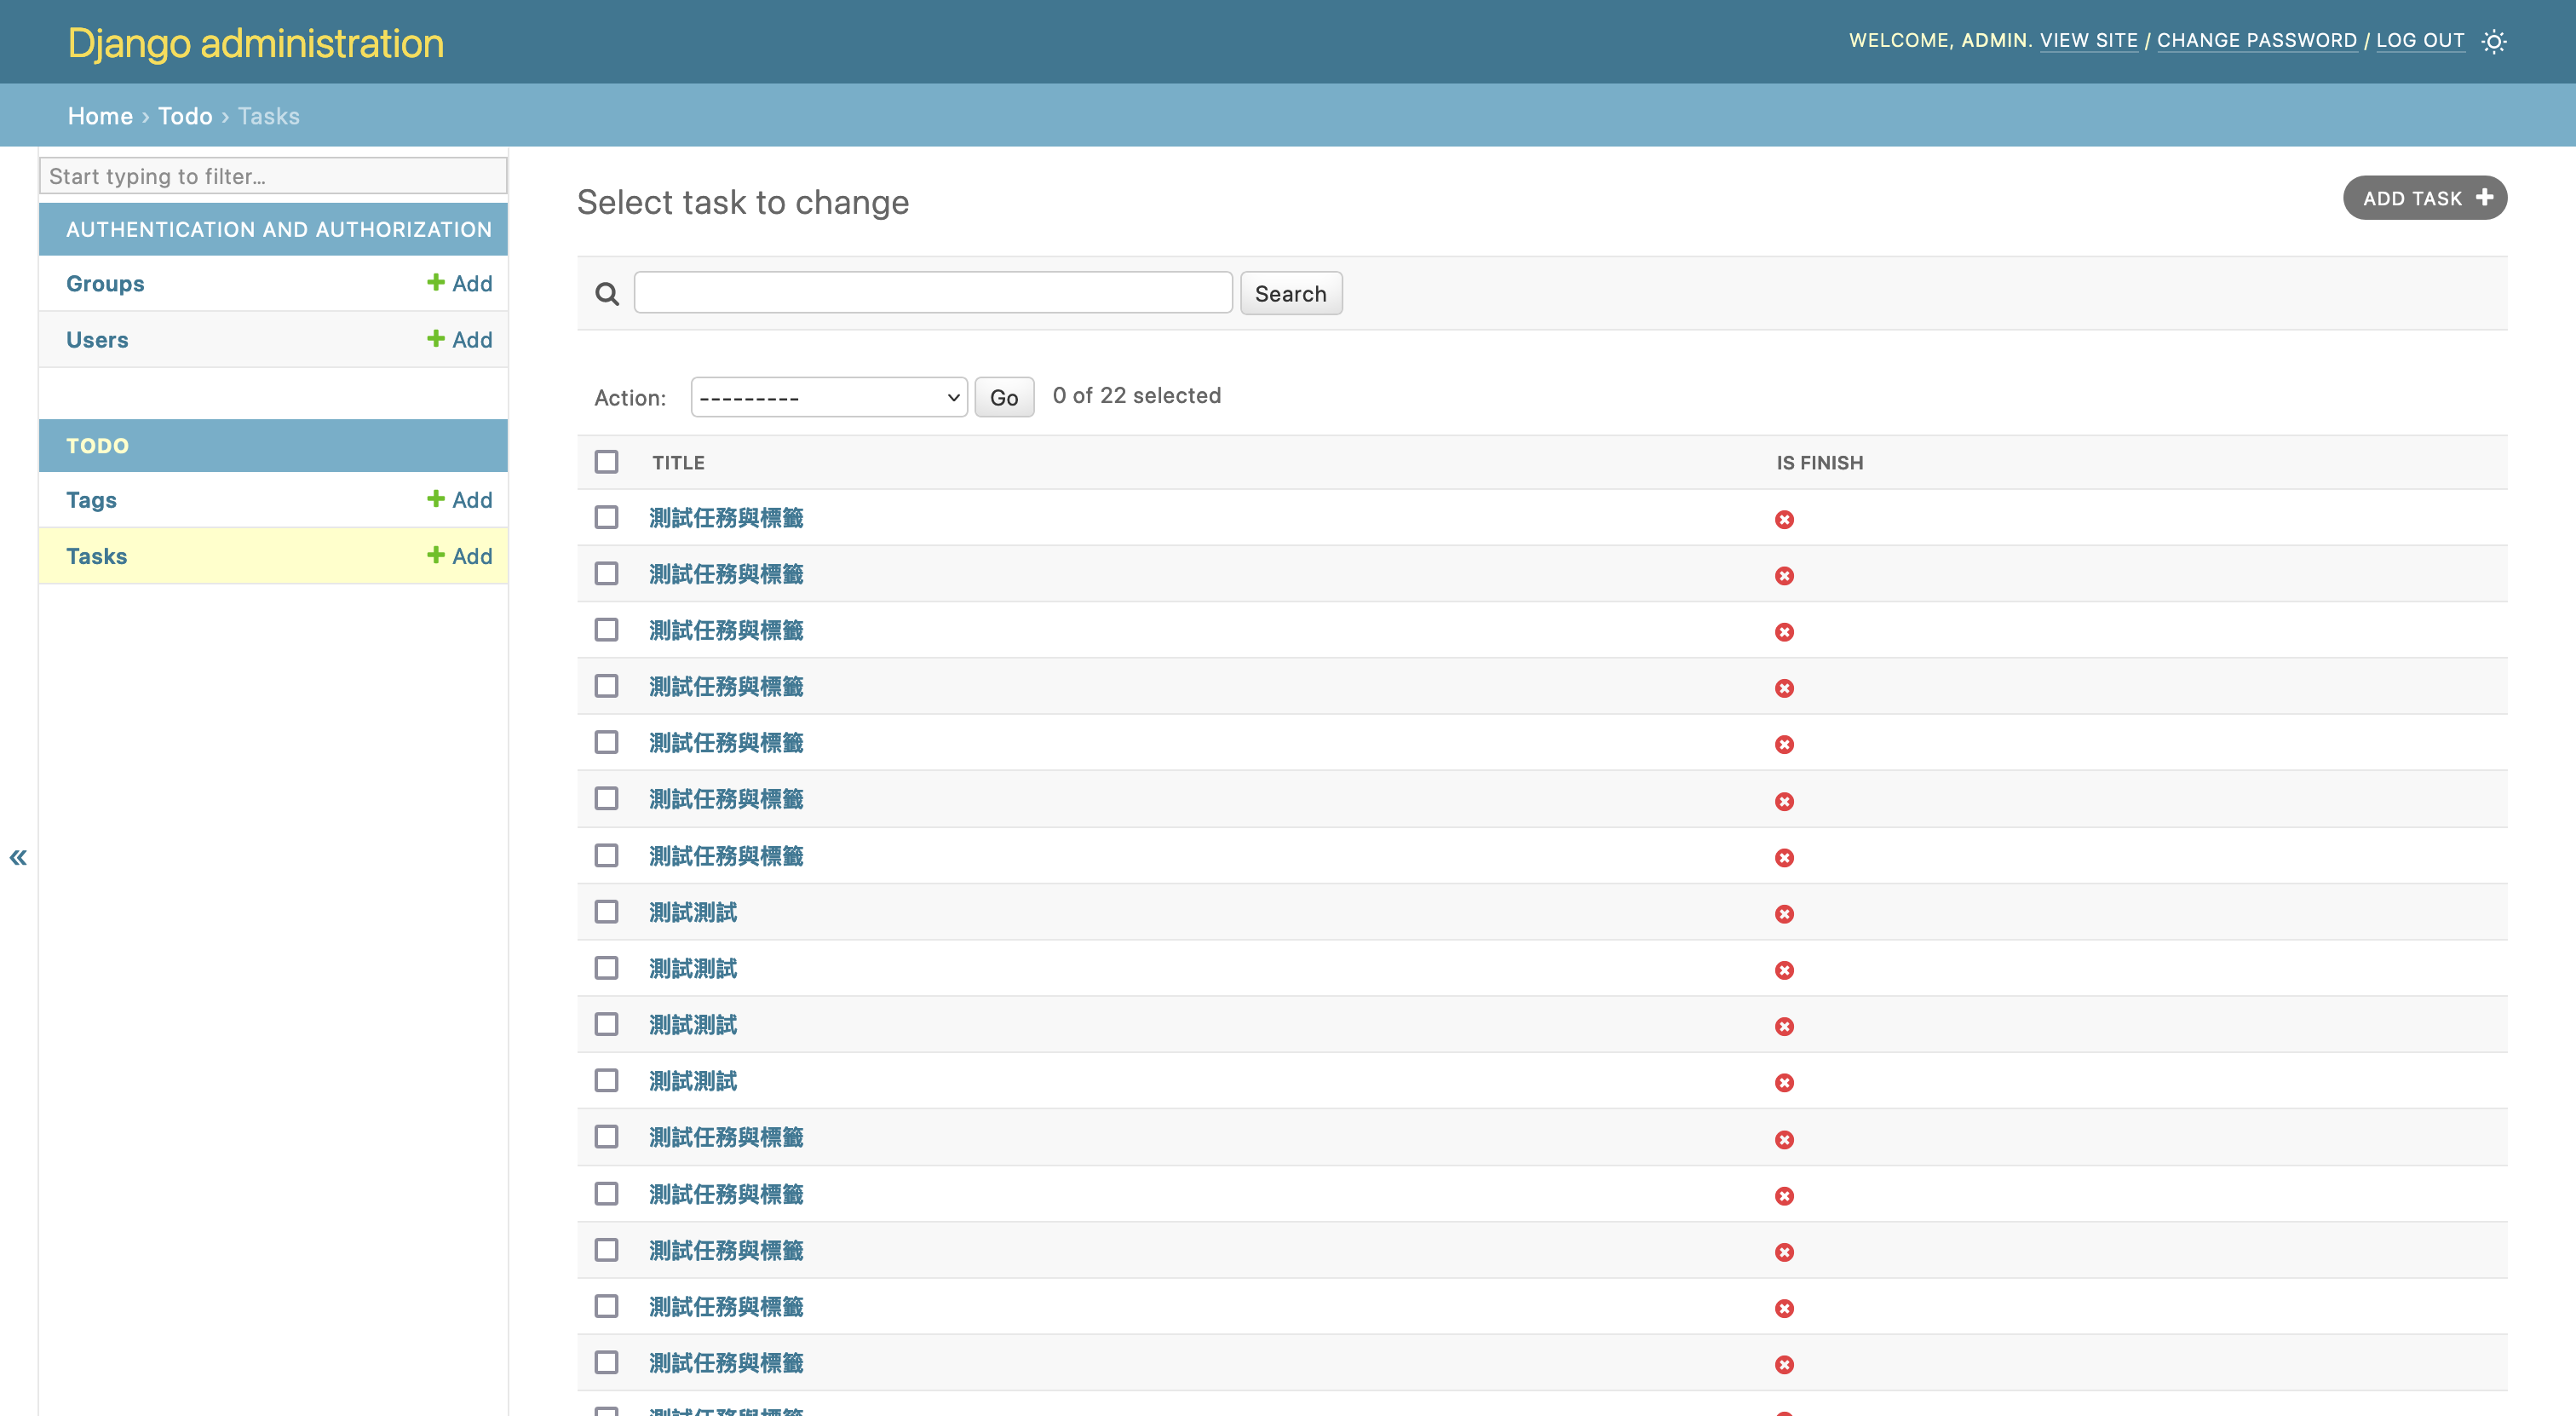 Django administration
WELCOME, ADMIN. VIEW SITE / CHANGE PASSWORD / LOG OUT
Home › Todo › Tasks
Start typing to filter...
AUTHENTICATION AND AUTHORIZATION
Groups
Add
Users
Add
TODO
Tags
Add
Tasks
Add
«
Select task to change
ADD TASK +
Search
Action:
---------
Go
0 of 22 selected
TITLE
IS FINISH
測試任務與標籤
測試任務與標籤
測試任務與標籤
測試任務與標籤
測試任務與標籤
測試任務與標籤
測試任務與標籤
測試測試
測試測試
測試測試
測試測試
測試任務與標籤
測試任務與標籤
測試任務與標籤
測試任務與標籤
測試任務與標籤
測試任務與標籤